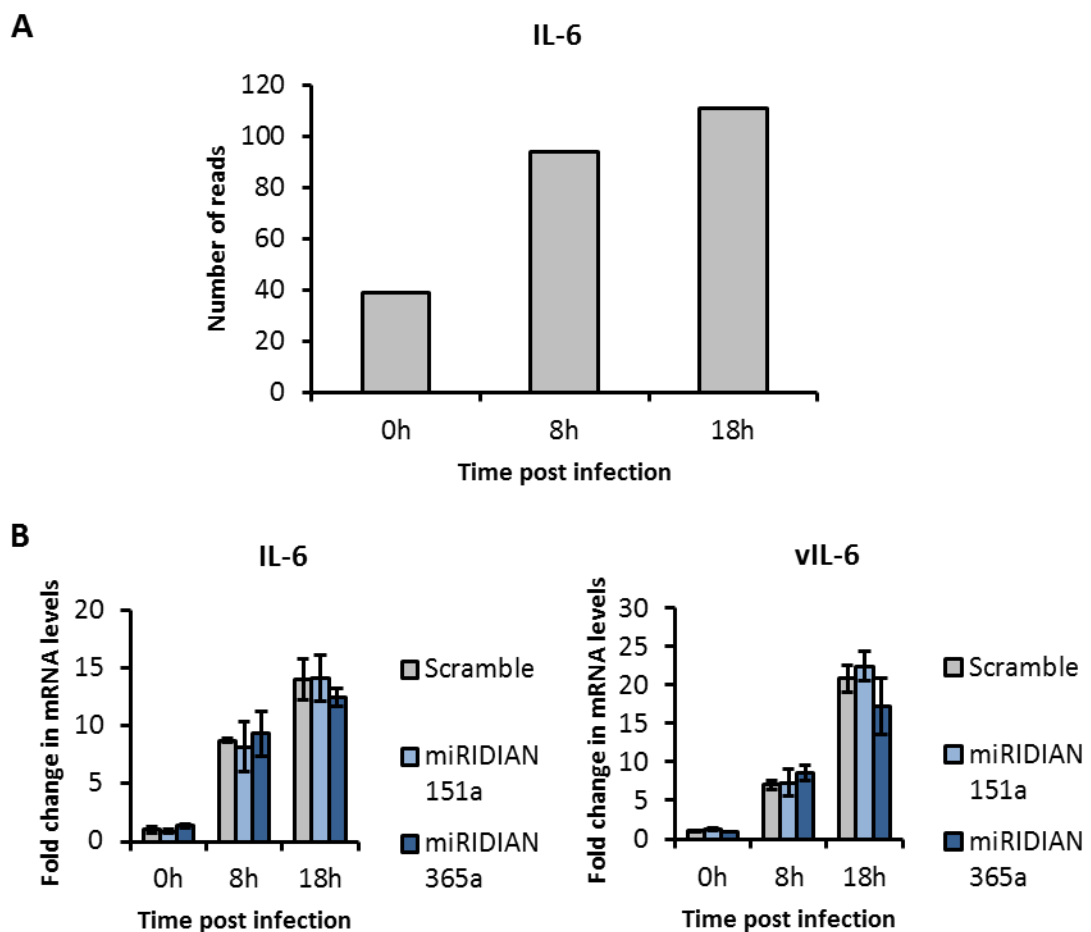 A
IL-6
Number of reads
120
100
80
60
40
20
0
0h 8h 18h
Time post infection
B
IL-6
Fold change in mRNA levels
20
15
10
5
0
0h 8h 18h
Time post infection
Scramble
miRIDIAN
151a
miRIDIAN
365a
vIL-6
Fold change in mRNA levels
30
25
20
15
10
5
0
0h 8h 18h
Time post infection
Scramble
miRIDIAN
151a
miRIDIAN
365a